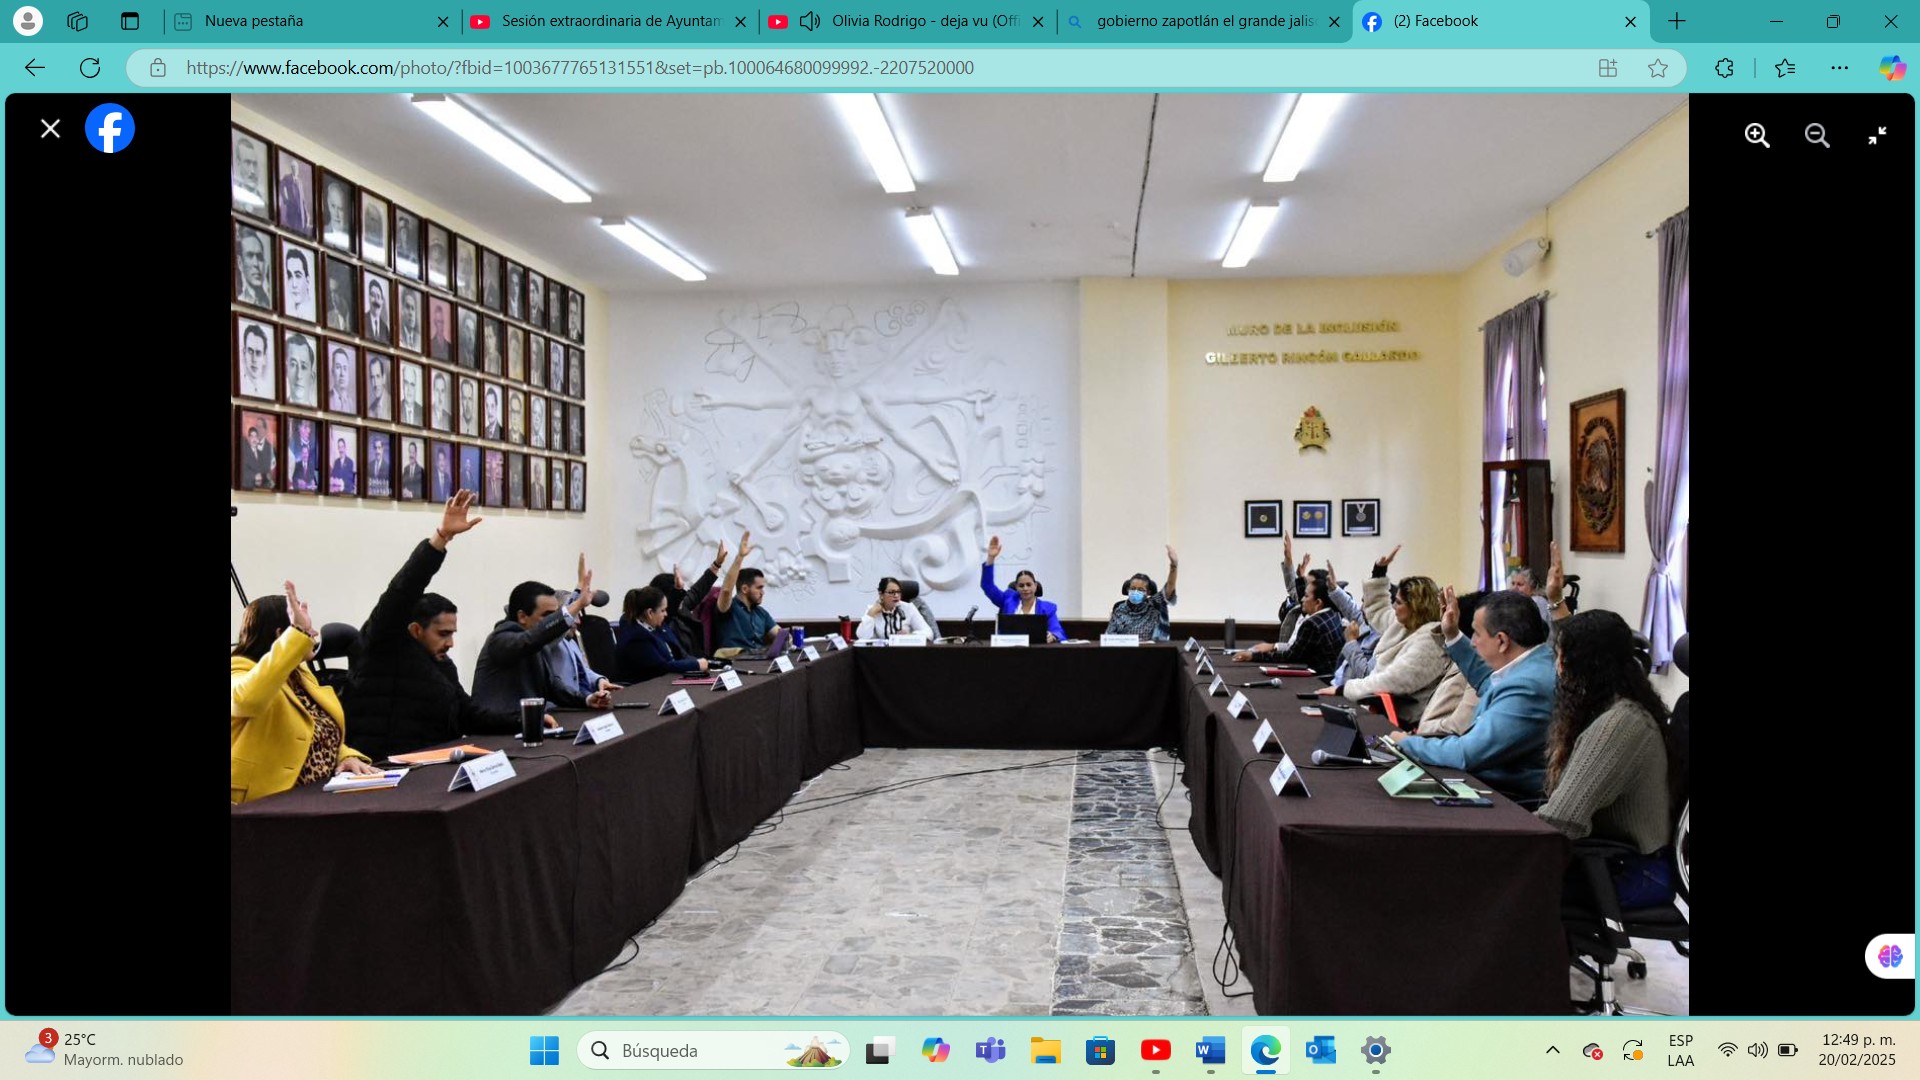 Nueva pestaña
Sesión extraordinaria de Ayuntam
Olivia Rodrigo - deja vu (Offi
gobierno zapotlán el grande jalis
(2) Facebook
https://www.facebook.com/photo/?fbid=1003677765131551&set=pb.100064680099992.-2207520000
MURO DE LA INCLUSIÓN
GILBERTO RINCÓN GALLARDO
3
25°C
Mayorm. nublado
Búsqueda
ESP
LAA
12:49 p. m.
20/02/2025